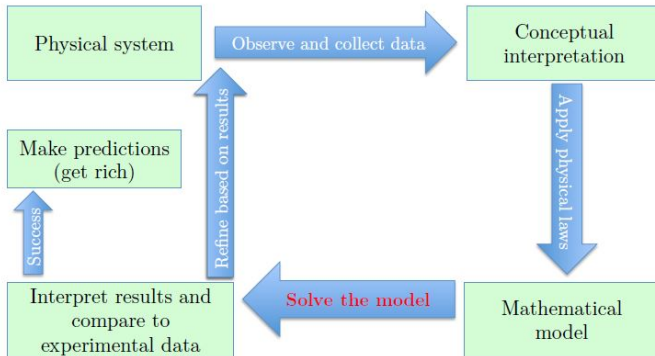 Physical system
Observe and collect data
Conceptual
interpretation
Apply physical laws
Make predictions
(get rich)
Success
Refine based on results
Interpret results and
compare to
experimental data
Solve the model
Mathematical
model